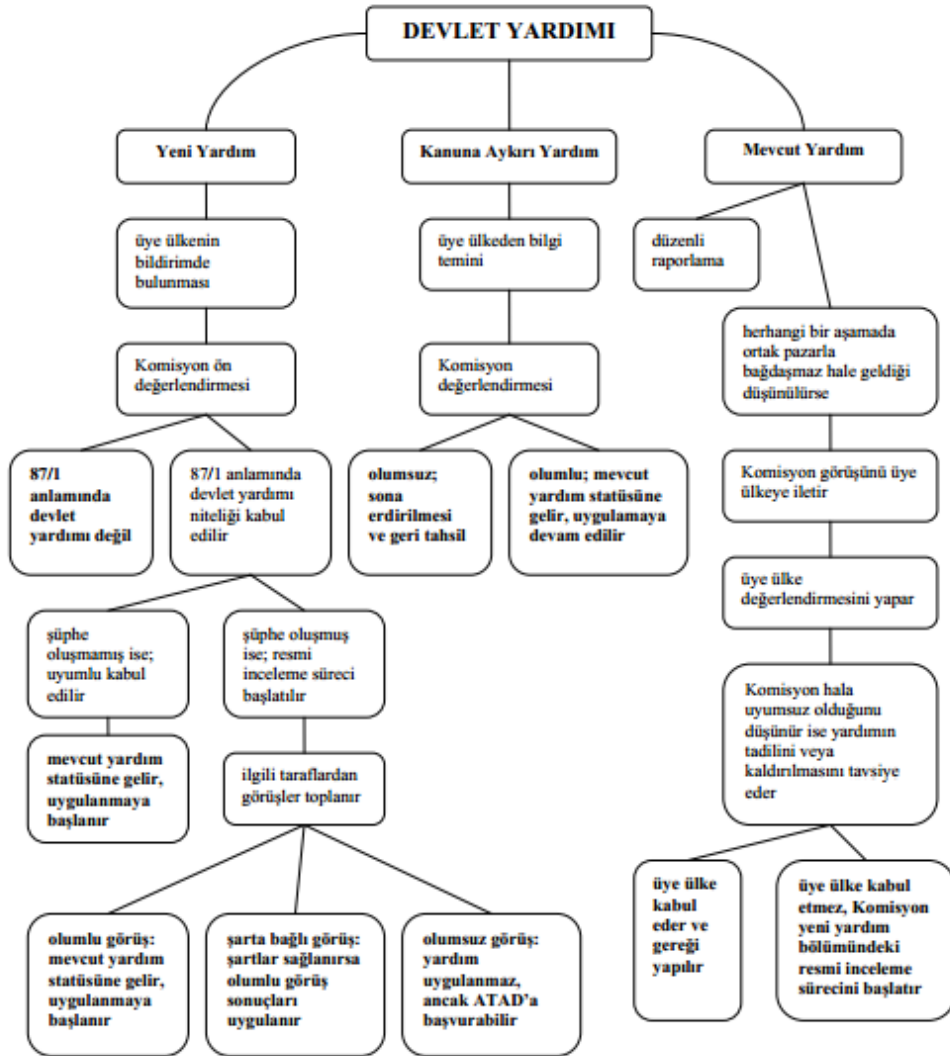 DEVLET YARDIMI
Yeni Yardım
Kanuna Aykırı Yardım
Mevcut Yardım
üye ülkenin
bildirimde
bulunması
üye ülkeden bilgi
temini
düzenli
raporlama
herhangi bir aşamada
ortak pazarla
bağdaşmaz hale geldiği
düşünülürse
Komisyon ön
değerlendirmesi
Komisyon
değerlendirmesi
87/1
anlamında
devlet
yardımı değil
87/1 anlamında
devlet yardımı
niteliği kabul
edilir
olumsuz;
sona
erdirilmesi
ve geri tahsil
olumlu; mevcut
yardım statüsüne
gelir, uygulamaya
devam edilir
Komisyon görüşünü üye
ülkeye iletir
üye ülke
değerlendirmesini yapar
şüphe
oluşmamış ise;
uyumlu kabul
edilir
şüphe oluşmuş
ise; resmi
inceleme süreci
başlatılır
Komisyon hala
uyumsuz olduğunu
düşünür ise yardımın
tadilini veya
kaldırılmasını tavsiye
eder
mevcut yardım
statüsüne gelir,
uygulanmaya
başlanır
ilgili taraflardan
görüşler toplanır
üye ülke
kabul
eder ve
gereği
yapılır
üye ülke kabul
etmez, Komisyon
yeni yardım
bölümündeki
resmi inceleme
sürecini başlatır
olumlu görüş:
mevcut yardım
statüsüne gelir,
uygulanmaya
başlanır
şarta bağlı görüş:
şartlar sağlanırsa
olumlu görüş
sonuçları
uygulanır
olumsuz görüş:
yardım
uygulanmaz,
ancak ATAD’a
başvurabilir